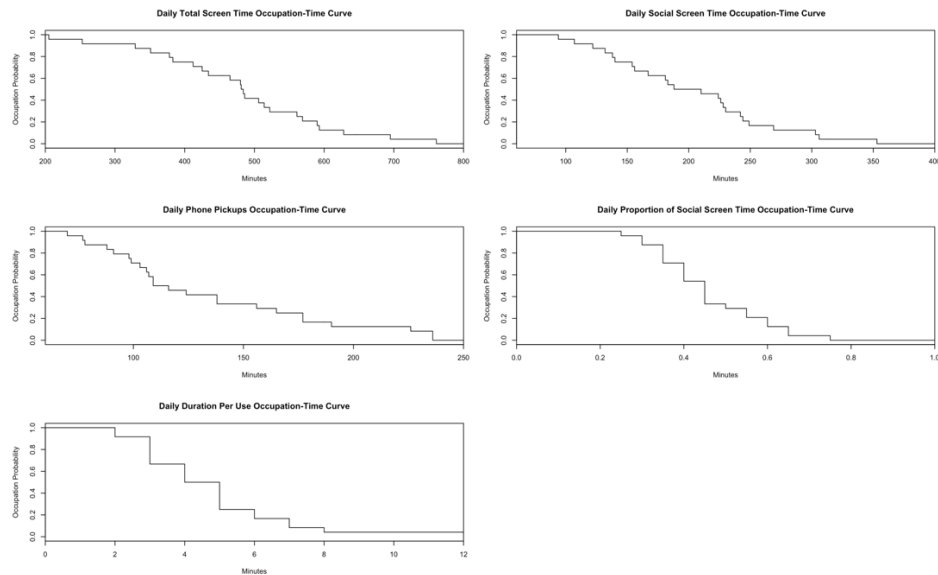 Daily Total Screen Time Occupation-Time Curve
Occupation Probability
0.0 0.2 0.4 0.6 0.8 1.0
200 300 400 500 600 700 800
Minutes
Daily Social Screen Time Occupation-Time Curve
Occupation Probability
0.0 0.2 0.4 0.6 0.8 1.0
100 150 200 250 300 350 400
Minutes
Daily Phone Pickups Occupation-Time Curve
Occupation Probability
0.0 0.2 0.4 0.6 0.8 1.0
100 150 200 250
Minutes
Daily Proportion of Social Screen Time Occupation-Time Curve
Occupation Probability
0.0 0.2 0.4 0.6 0.8 1.0
0.0 0.2 0.4 0.6 0.8 1.0
Minutes
Daily Duration Per Use Occupation-Time Curve
Occupation Probability
0.0 0.2 0.4 0.6 0.8 1.0
0 2 4 6 8 10 12
Minutes